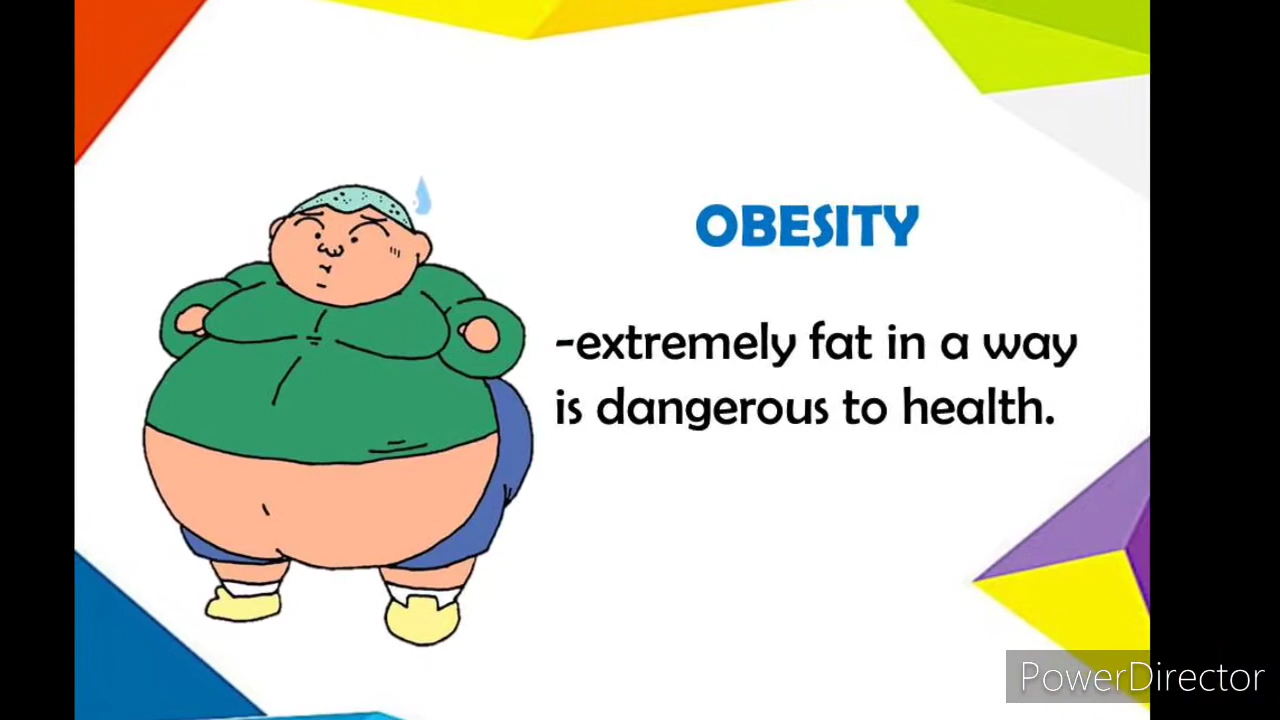 OBESITY
-extremely fat in a way
is dangerous to health.
PowerDirector